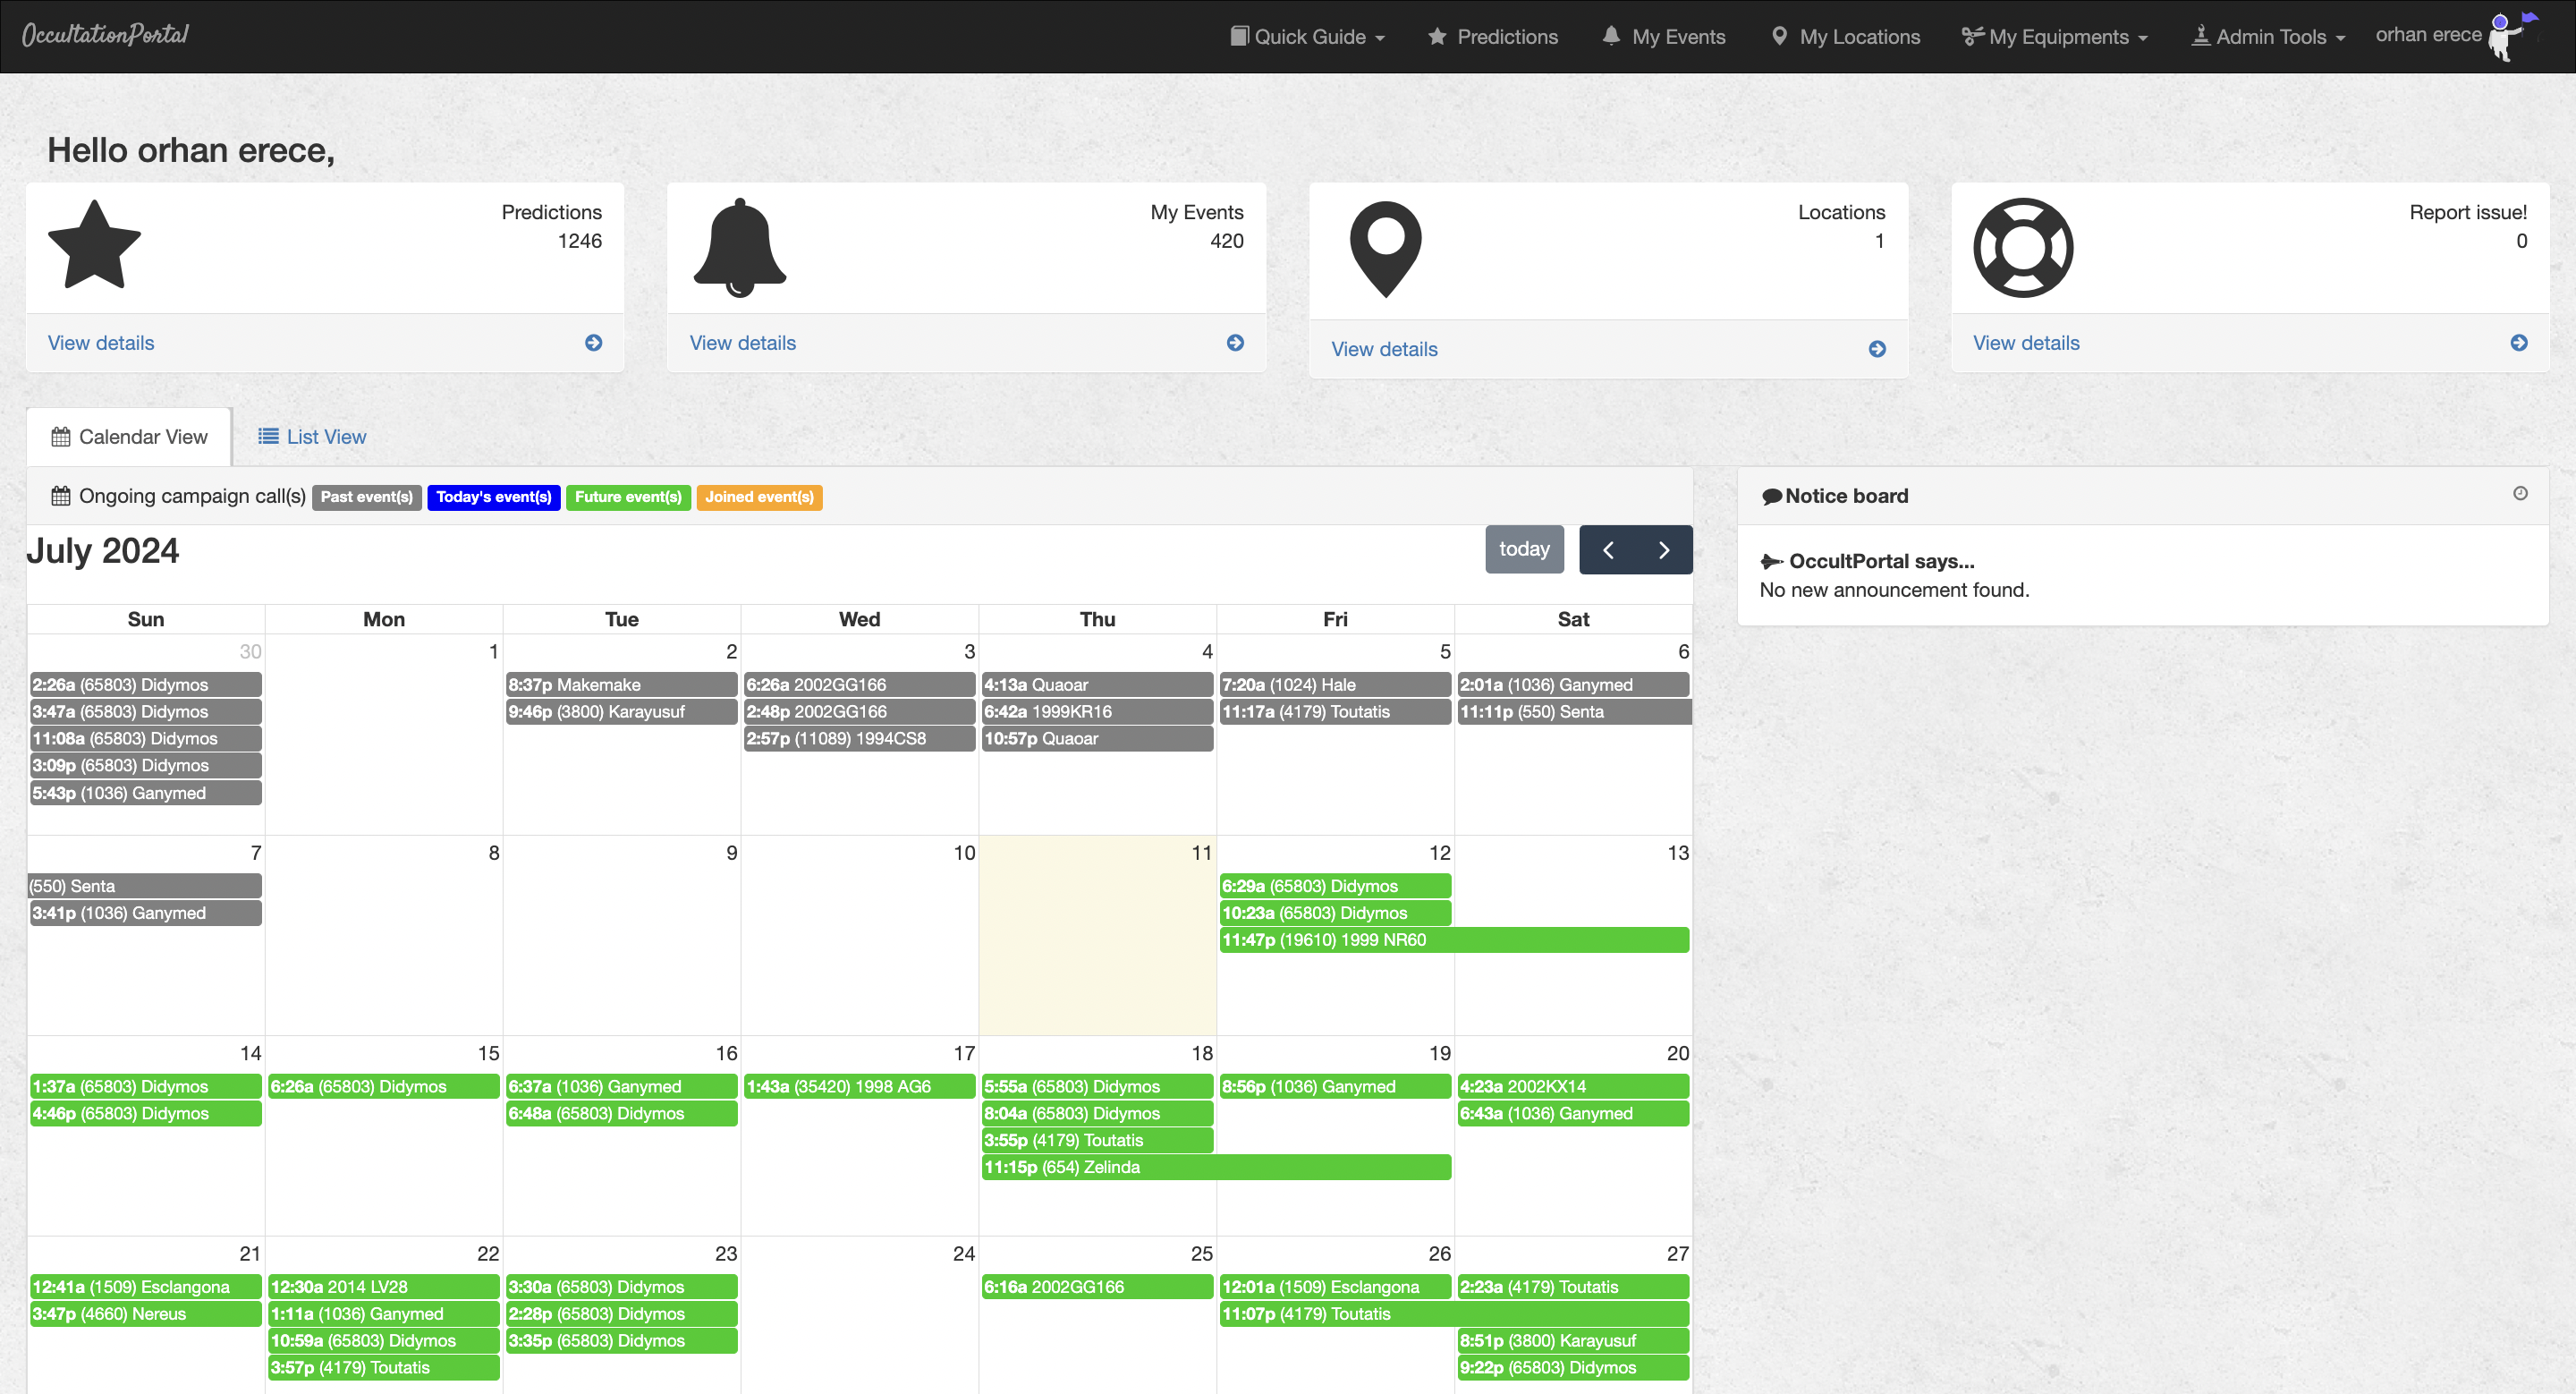 OccultationPortal
Quick Guide
Predictions
My Events
My Locations
My Equipments
Admin Tools
orhan erece
Hello orhan erece,
Predictions
1246
View details
My Events
420
View details
Locations
1
View details
Report issue!
0
View details
Calendar View
List View
Ongoing campaign call(s) Past event(s) Today's event(s) Future event(s) Joined event(s)
July 2024
today
Sun Mon Tue Wed Thu Fri Sat
30
2:26a (65803) Didymos
3:47a (65803) Didymos
11:08a (65803) Didymos
3:09p (65803) Didymos
5:43p (1036) Ganymed
1
2
8:37p Makemake
9:46p (3800) Karayusuf
3
6:26a 2002GG166
2:48p 2002GG166
2:57p (11089) 1994CS8
4
4:13a Quaoar
6:42a 1999KR16
10:57p Quaoar
5
7:20a (1024) Hale
11:17a (4179) Toutatis
6
2:01a (1036) Ganymed
11:11p (550) Senta
7
(550) Senta
3:41p (1036) Ganymed
8
9
10
11
12
6:29a (65803) Didymos
10:23a (65803) Didymos
11:47p (19610) 1999 NR60
13
14
1:37a (65803) Didymos
4:46p (65803) Didymos
15
6:26a (65803) Didymos
16
6:37a (1036) Ganymed
6:48a (65803) Didymos
17
1:43a (35420) 1998 AG6
18
5:55a (65803) Didymos
8:04a (65803) Didymos
3:55p (4179) Toutatis
11:15p (654) Zelinda
19
8:56p (1036) Ganymed
20
4:23a 2002KX14
6:43a (1036) Ganymed
21
12:41a (1509) Esclangona
3:47p (4660) Nereus
22
12:30a 2014 LV28
1:11a (1036) Ganymed
10:59a (65803) Didymos
3:57p (4179) Toutatis
23
3:30a (65803) Didymos
2:28p (65803) Didymos
3:35p (65803) Didymos
24
25
6:16a 2002GG166
26
12:01a (1509) Esclangona
11:07p (4179) Toutatis
27
2:23a (4179) Toutatis
8:51p (3800) Karayusuf
9:22p (65803) Didymos
Notice board
OccultPortal says...
No new announcement found.